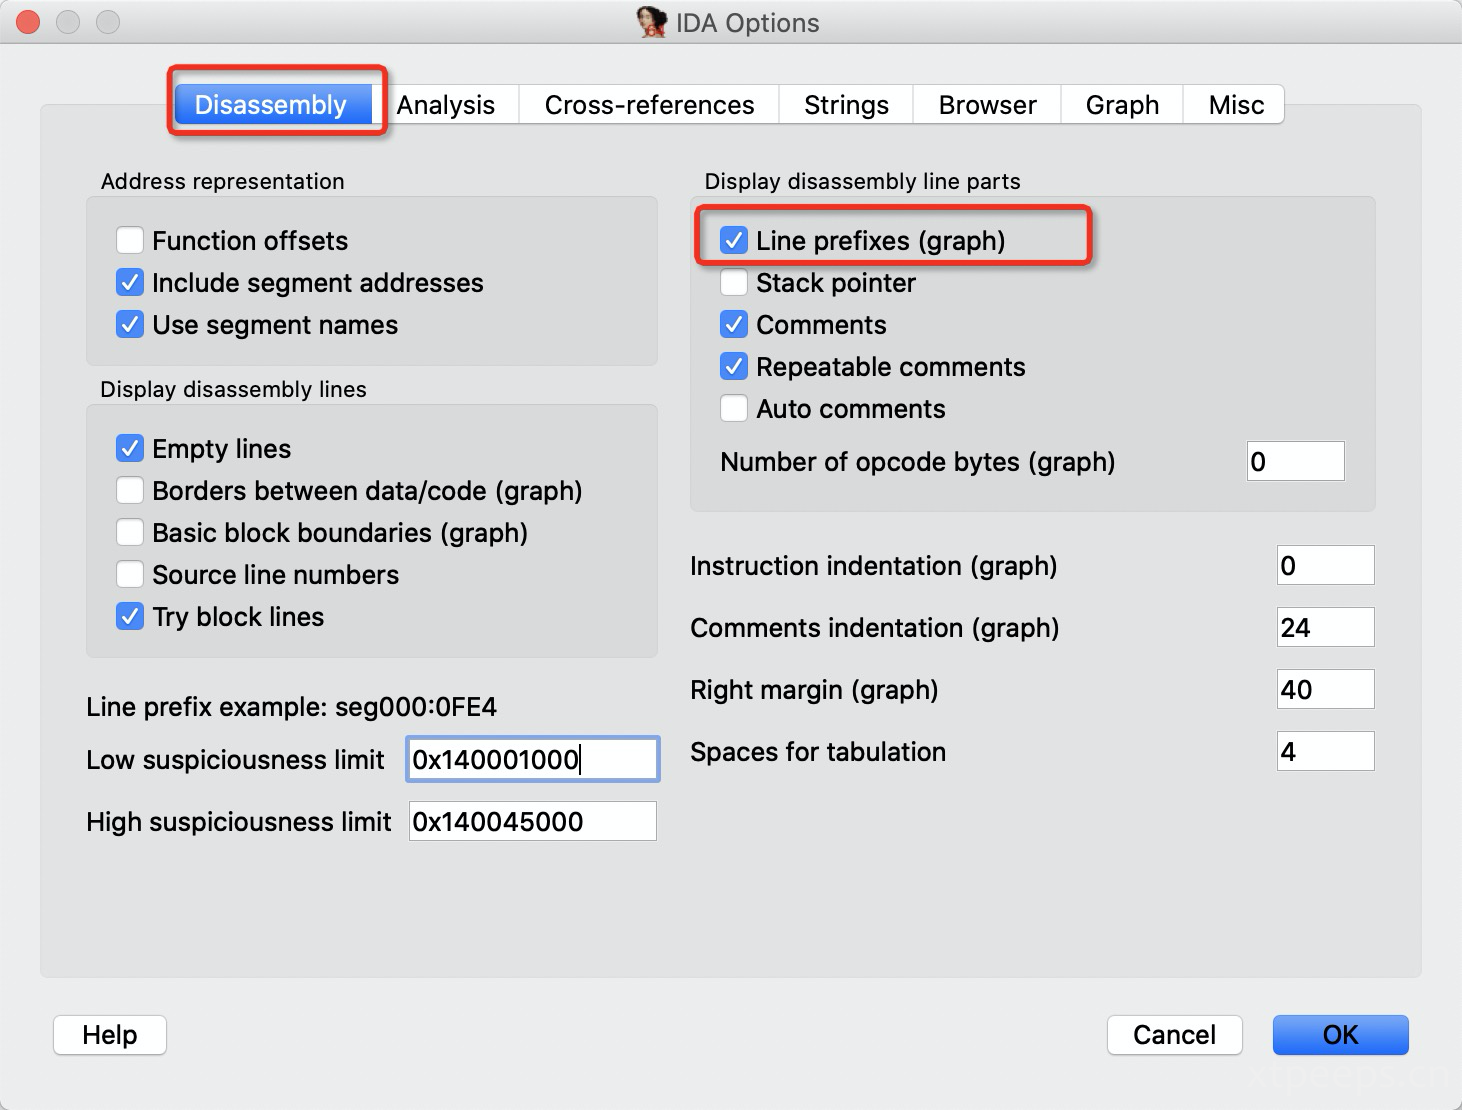 IDA Options
Disassembly Analysis Cross-references Strings Browser Graph Misc
Address representation
Function offsets
Include segment addresses
Use segment names
Display disassembly lines
Empty lines
Borders between data/code (graph)
Basic block boundaries (graph)
Source line numbers
Try block lines
Line prefix example: seg000:0FE4
Low suspiciousness limit 0x140001000
High suspiciousness limit 0x140045000
Display disassembly line parts
Line prefixes (graph)
Stack pointer
Comments
Repeatable comments
Auto comments
Number of opcode bytes (graph) 0
Instruction indentation (graph) 0
Comments indentation (graph) 24
Right margin (graph) 40
Spaces for tabulation 4
Help Cancel OK
xtpeeps.cn